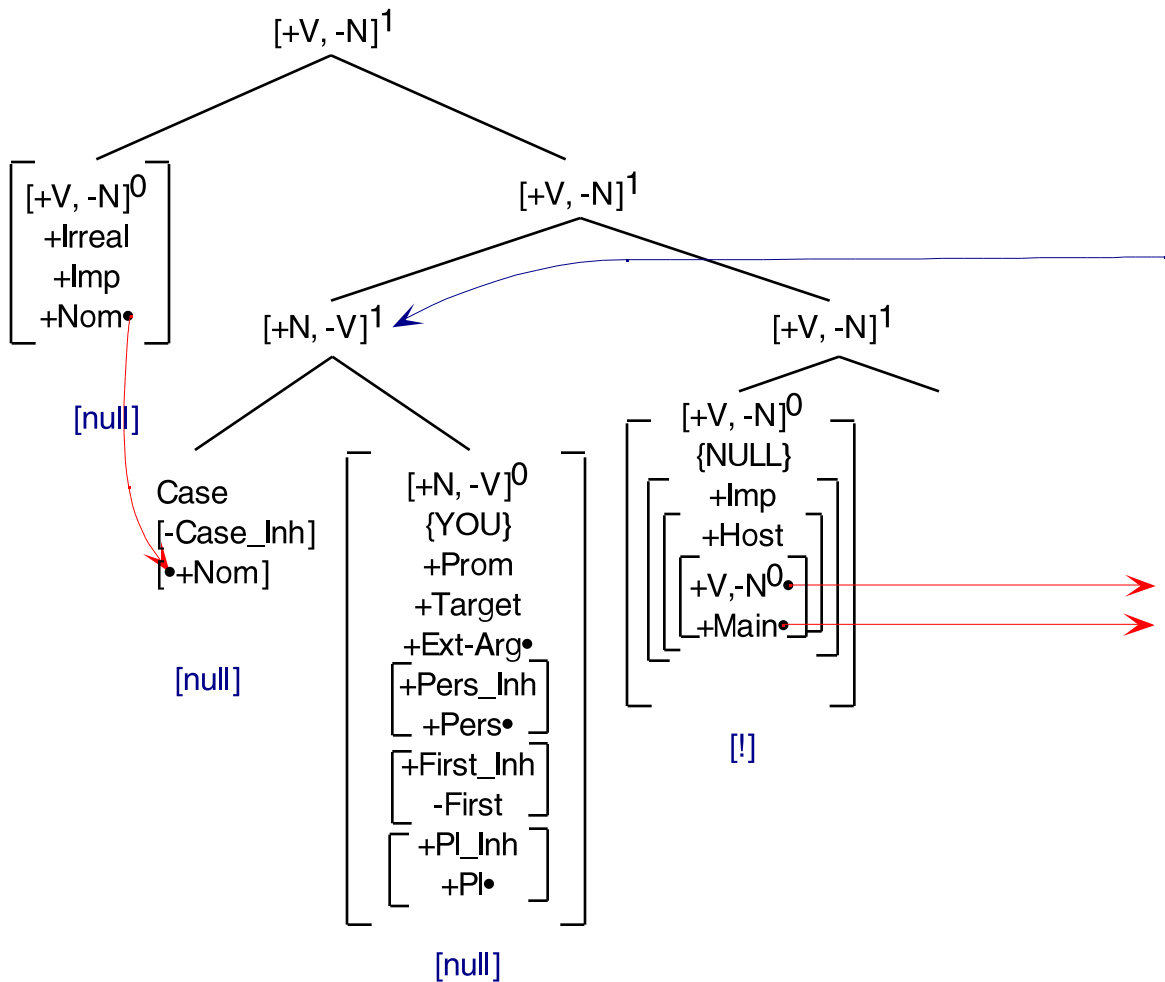 [+V, -N]1
[+V, -N]0
+Irreal
+Imp
+Nom•
[null]
[+V, -N]1
[+N, -V]1
Case
[-Case_Inh]
[•+Nom]
[null]
[+N, -V]0
{YOU}
+Prom
+Target
+Ext-Arg•
+Pers_Inh
+Pers•
+First_Inh
-First
+Pl_Inh
+Pl•
[null]
[+V, -N]1
[+V, -N]0
{NULL}
+Imp
+Host
+V,-N0•
+Main•
[!]